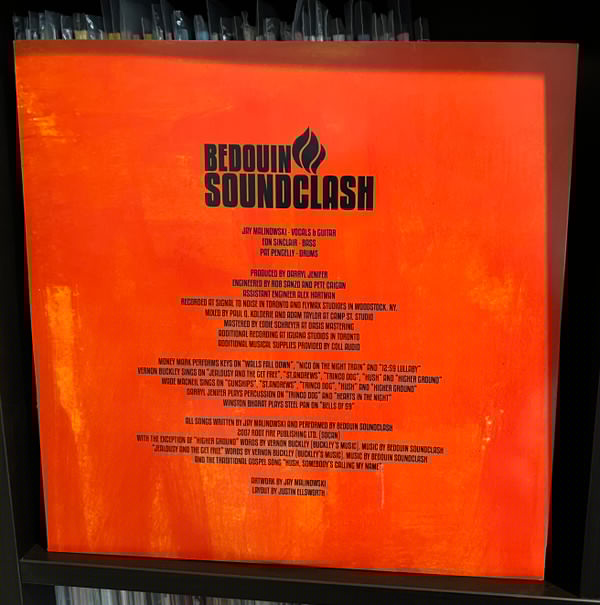 BEDOUIN
SOUNDCLASH
JAY MALINOWSKI - VOCALS & GUITAR
EON SINCLAIR - BASS
PAT PENGELLY - DRUMS
PRODUCED BY DARRYL JENIFER
ENGINEERED BY ROB SANZO AND PETE CAIGAN
ASSISTANT ENGINEER ALEX HARTMAN
RECORDED AT SIGNAL TO NOISE IN TORONTO AND FLYMAX STUDIOES IN WOODSTOCK, NY.
MIXED BY PAUL Q. KOLDERIE AND ADAM TAYLOR AT CAMP ST. STUDIO
MASTERED BY EDDIE SCHREYER AT OASIS MASTERING
ADDITIONAL RECORDING AT IGUANA STUDIOS IN TORONTO
ADDITIONAL MUSICAL SUPPLIES PROVIDED BY COLL AUDIO
MONEY MARK PERFORMS KEYS ON "WALLS FALL DOWN", "NICO ON THE NIGHT TRAIN" AND "12:59 LULLABY"
VERNON BUCKLEY SINGS ON "JEALOUSY AND THE GET FREE", "ST.ANDREWS", "TRINCO DOG", "HUSH" AND "HIGHER GROUND"
WADE MACNEIL SINGS ON "GUNSHIPS", "ST.ANDREWS", "TRINCO DOG", "HUSH" AND "HIGHER GROUND"
DARRYL JENIFER PLAYS PERCUSSION ON "TRINCO DOG" AND "HEARTS IN THE NIGHT"
WINSTON BHARAT PLAYS STEEL PAN ON "BELLS OF 59"
ALL SONGS WRITTEN BY JAY MALINOWSKI AND PERFORMED BY BEDOUIN SOUNDCLASH
2007 ROOT FIRE PUBLISHING LTD. (SOCAN)
WITH THE EXCEPTION OF "HIGHER GROUND" WORDS BY VERNON BUCKLEY (BUCKLEY'S MUSIC), MUSIC BY BEDOUIN SOUNDCLASH
"JEALOUSY AND THE GET FREE" WORDS BY VERNON BUCKLEY (BUCKLEY'S MUSIC), MUSIC BY BEDOUIN SOUNDCLASH
AND THE TRADITIONAL GOSPEL SONG "HUSH, SOMEBODY'S CALLING MY NAME".
ARTWORK BY JAY MALINOWSKI
LAYOUT BY JUSTIN ELLSWORTH